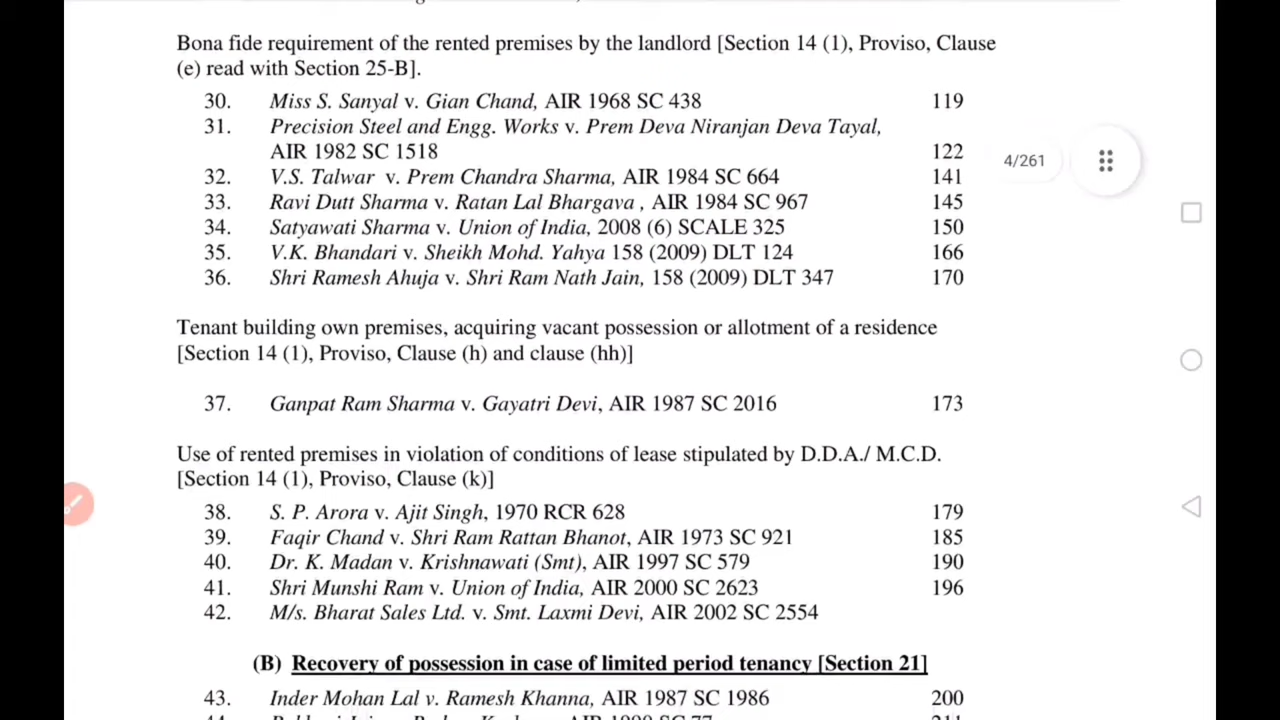 Bona fide requirement of the rented premises by the landlord [Section 14 (1), Proviso, Clause
(e) read with Section 25-B].
30. Miss S. Sanyal v. Gian Chand, AIR 1968 SC 438 119
31. Precision Steel and Engg. Works v. Prem Deva Niranjan Deva Tayal,
AIR 1982 SC 1518 122
4/261
32. V.S. Talwar v. Prem Chandra Sharma, AIR 1984 SC 664 141
33. Ravi Dutt Sharma v. Ratan Lal Bhargava , AIR 1984 SC 967 145
34. Satyawati Sharma v. Union of India, 2008 (6) SCALE 325 150
35. V.K. Bhandari v. Sheikh Mohd. Yahya 158 (2009) DLT 124 166
36. Shri Ramesh Ahuja v. Shri Ram Nath Jain, 158 (2009) DLT 347 170
Tenant building own premises, acquiring vacant possession or allotment of a residence
[Section 14 (1), Proviso, Clause (h) and clause (hh)]
37. Ganpat Ram Sharma v. Gayatri Devi, AIR 1987 SC 2016 173
Use of rented premises in violation of conditions of lease stipulated by D.D.A./ M.C.D.
[Section 14 (1), Proviso, Clause (k)]
38. S. P. Arora v. Ajit Singh, 1970 RCR 628 179
39. Faqir Chand v. Shri Ram Rattan Bhanot, AIR 1973 SC 921 185
40. Dr. K. Madan v. Krishnawati (Smt), AIR 1997 SC 579 190
41. Shri Munshi Ram v. Union of India, AIR 2000 SC 2623 196
42. M/s. Bharat Sales Ltd. v. Smt. Laxmi Devi, AIR 2002 SC 2554
(B) Recovery of possession in case of limited period tenancy [Section 21]
43. Inder Mohan Lal v. Ramesh Khanna, AIR 1987 SC 1986 200